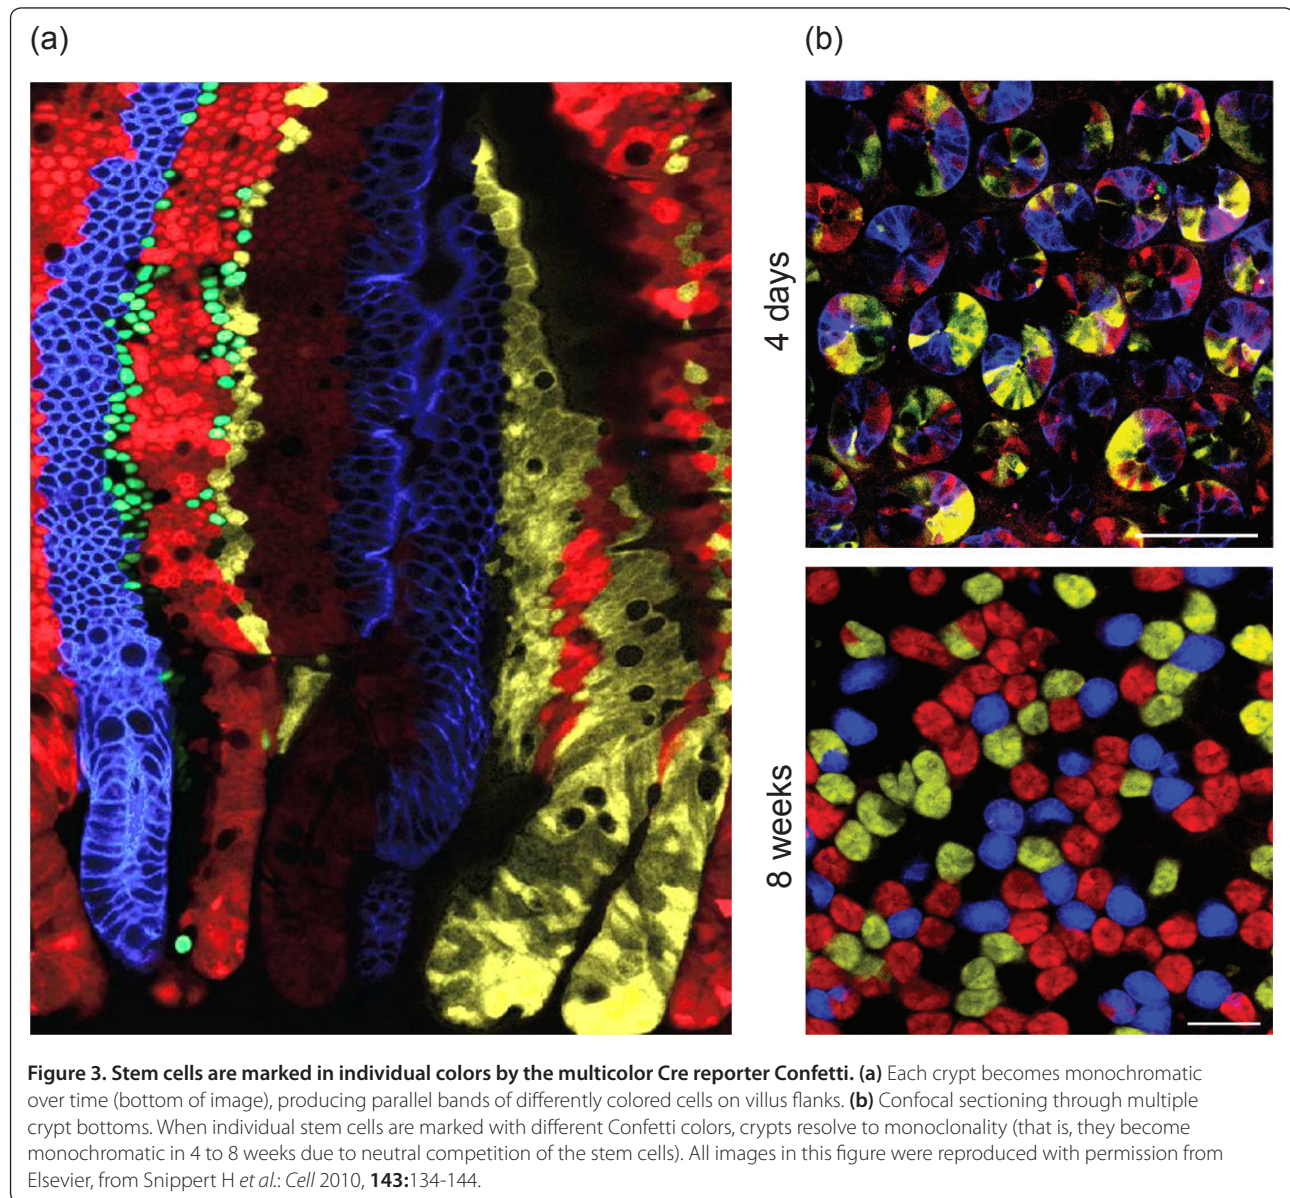 (a)
(b)
4 days
8 weeks
Figure 3. Stem cells are marked in individual colors by the multicolor Cre reporter Confetti. (a) Each crypt becomes monochromatic
over time (bottom of image), producing parallel bands of differently colored cells on villus flanks. (b) Confocal sectioning through multiple
crypt bottoms. When individual stem cells are marked with different Confetti colors, crypts resolve to monoclonality (that is, they become
monochromatic in 4 to 8 weeks due to neutral competition of the stem cells). All images in this figure were reproduced with permission from
Elsevier, from Snippert H et al.: Cell 2010, 143:134-144.